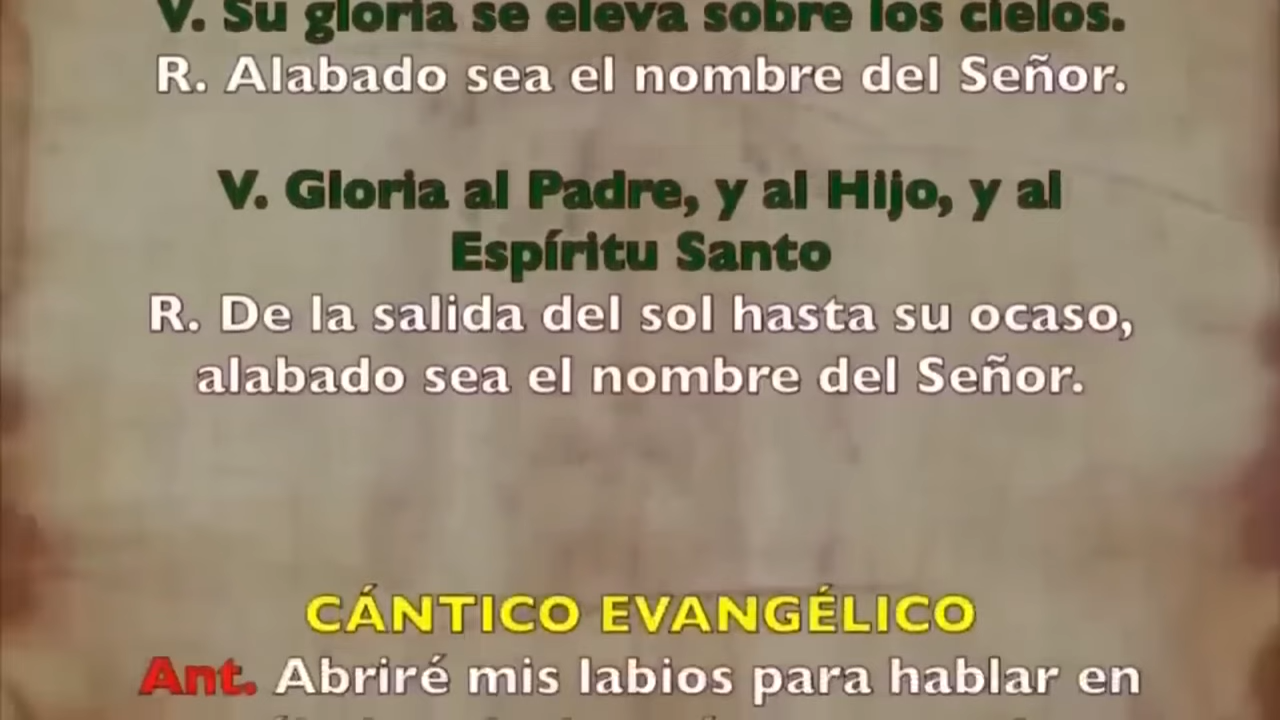 V. Su gloria se eleva sobre los cielos.
R. Alabado sea el nombre del Señor.
V. Gloria al Padre, y al Hijo, y al
Espíritu Santo
R. De la salida del sol hasta su ocaso,
alabado sea el nombre del Señor.
CÁNTICO EVANGÉLICO
Ant. Abriré mis labios para hablar en